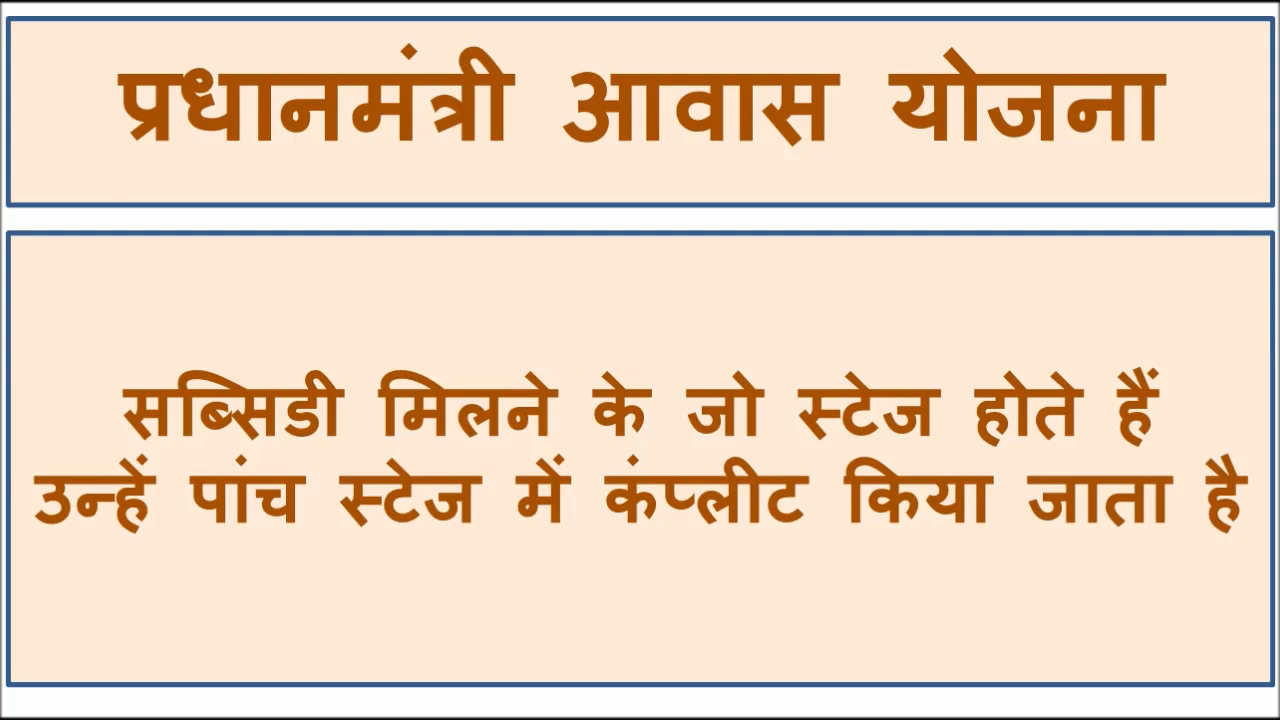 प्रधानमंत्री आवास योजना
सब्सिडी मिलने के जो स्टेज होते हैं
उन्हें पांच स्टेज में कंप्लीट किया जाता है